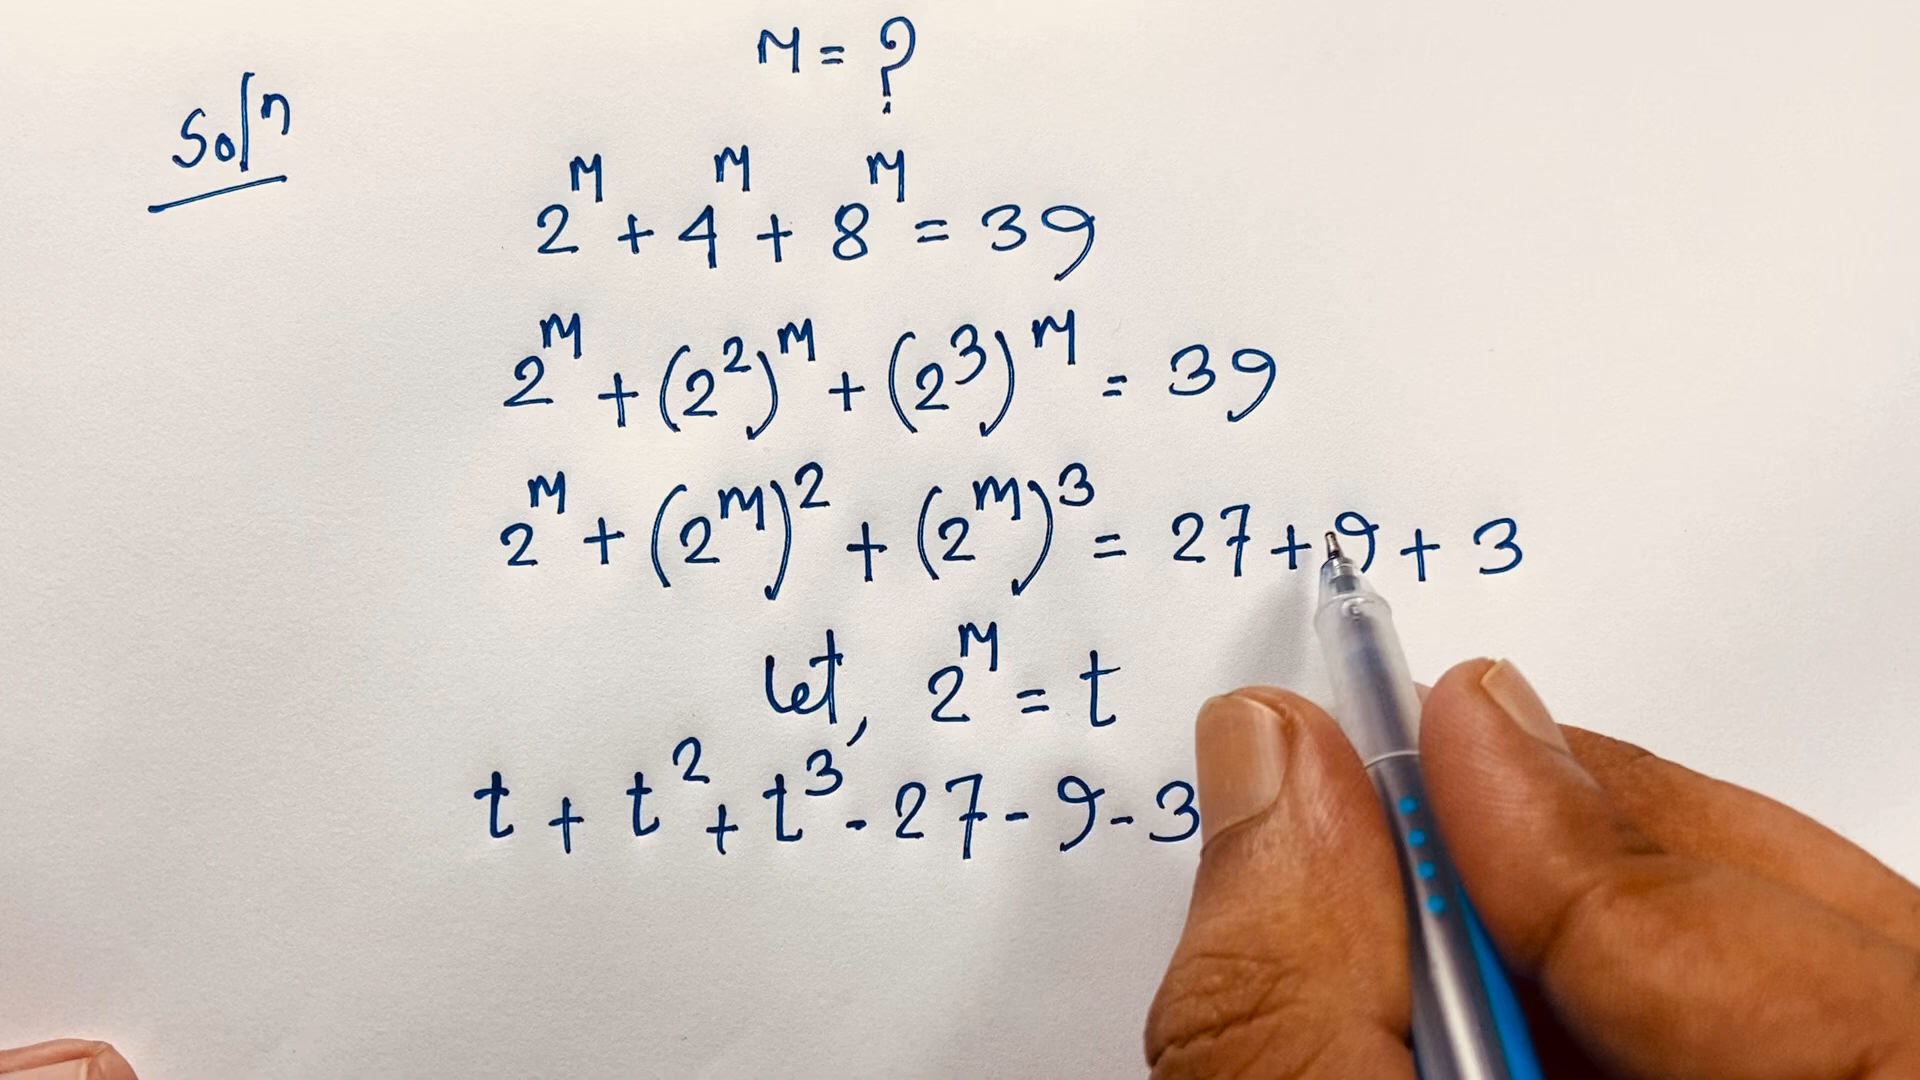 M = ?
Soln
2^M + 4^M + 8^M = 39
2^M + (2^2)^M + (2^3)^M = 39
2^M + (2^M)^2 + (2^M)^3 = 27 + 9 + 3
let, 2^M = t
t + t^2 + t^3 - 27 - 9 - 3